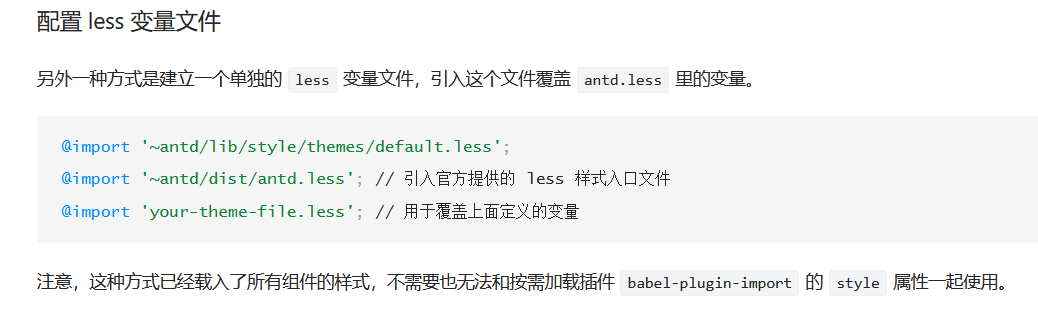 配置 less 变量文件
另外一种方式是建立一个单独的 less 变量文件，引入这个文件覆盖 antd.less 里的变量。
@import '~antd/lib/style/themes/default.less';
@import '~antd/dist/antd.less'; // 引入官方提供的 less 样式入口文件
@import 'your-theme-file.less'; // 用于覆盖上面定义的变量
注意，这种方式已经载入了所有组件的样式，不需要也无法和按需加载插件 babel-plugin-import 的 style 属性一起使用。